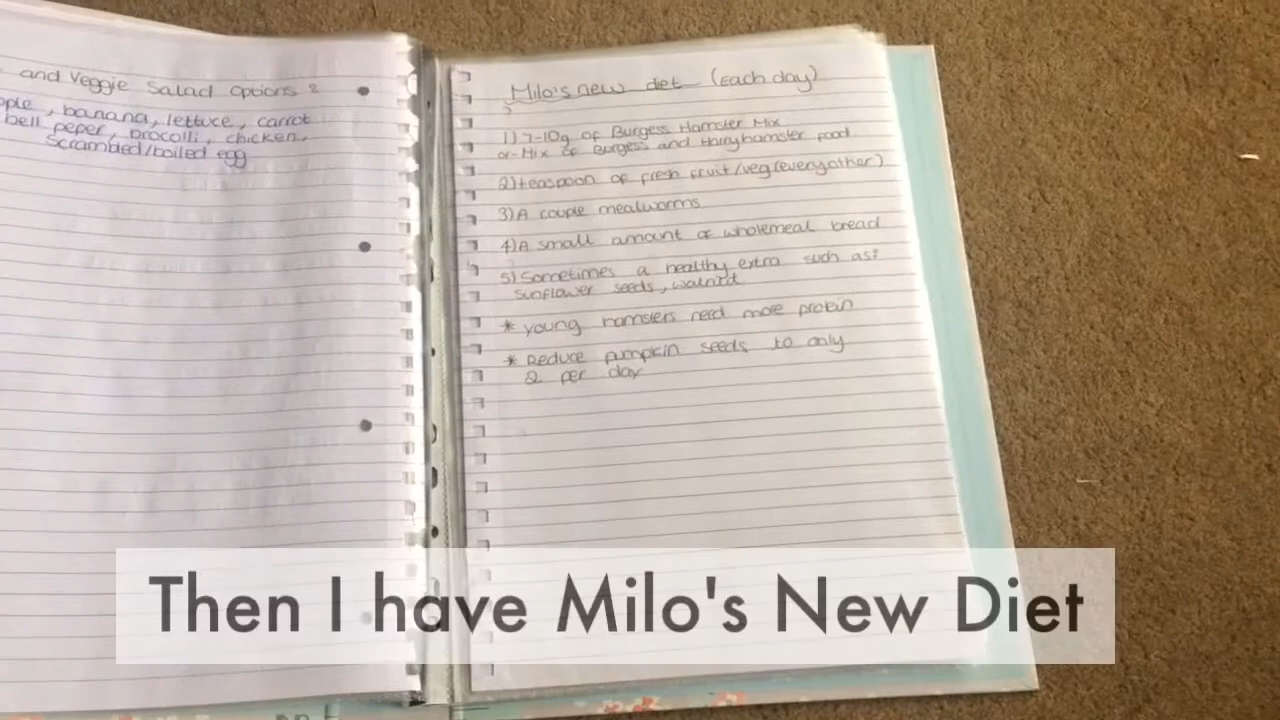 and Veggie Salad Options :
, banana, lettuce, carrot
bell peper, brocolli, chicken,
Scrambled/boiled egg
Milo's new diet (Each day)
1) 7-10g of Burgess Hamster Mix
or Mix of Burgess and Harryhamster food
2) teaspoon of fresh fruit/veg (every other)
3) A couple mealworms
4) A small amount of wholemeal bread
5) Sometimes a healthy extra such as:
sunflower seeds, walnut
* young hamsters need more protein
* Reduce pumpkin seeds to only
2 per day
Then I have Milo's New Diet